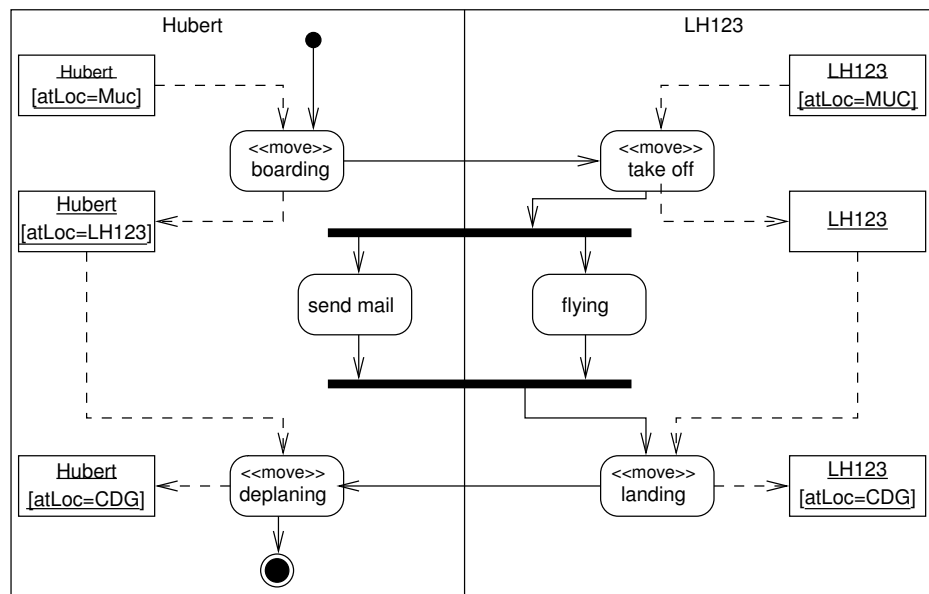 Hubert
LH123
Hubert
[atLoc=Muc]
LH123
[atLoc=MUC]
<<move>>
boarding
<<move>>
take off
Hubert
[atLoc=LH123]
LH123
send mail
flying
Hubert
[atLoc=CDG]
<<move>>
deplaning
<<move>>
landing
LH123
[atLoc=CDG]